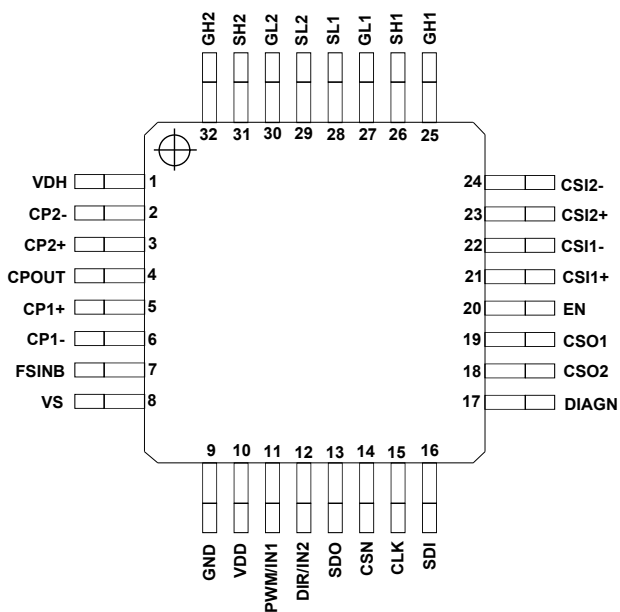 GH2 SH2 GL2 SL2 SL1 GL1 SH1 GH1
32 31 30 29 28 27 26 25
VDH 1
CP2- 2
CP2+ 3
CPOUT 4
CP1+ 5
CP1- 6
FSINB 7
VS 8
24 CSI2-
23 CSI2+
22 CSI1-
21 CSI1+
20 EN
19 CSO1
18 CSO2
17 DIAGN
9 10 11 12 13 14 15 16
GND VDD PWM/IN1 DIR/IN2 SDO CSN CLK SDI